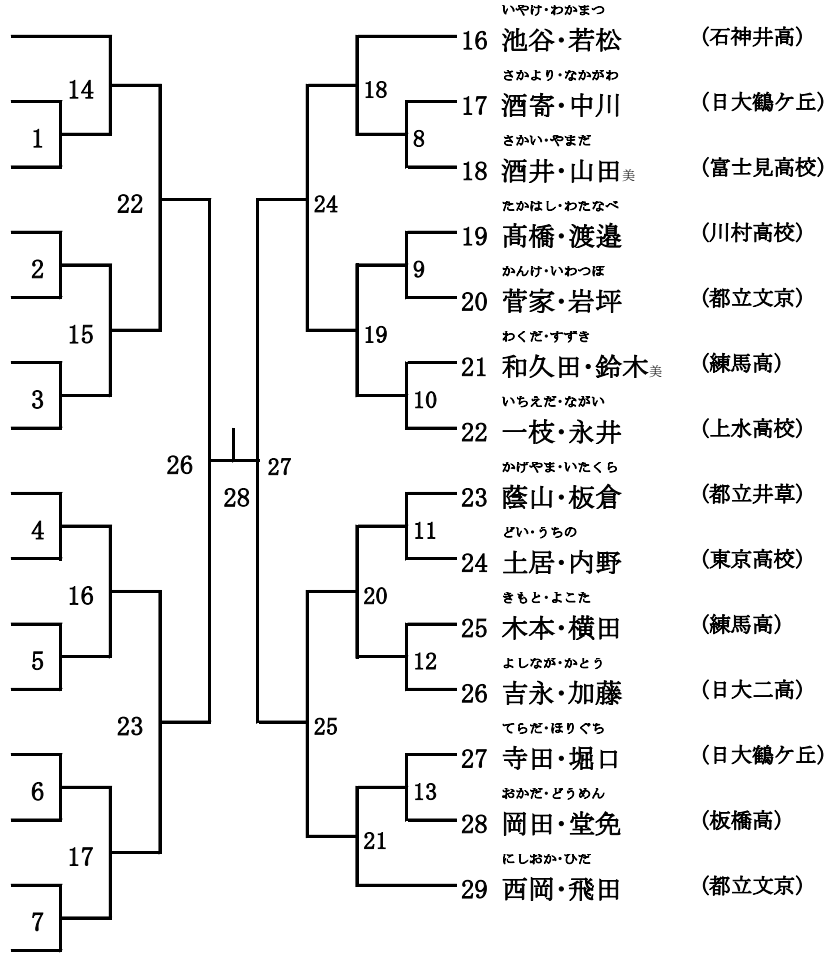 いやけ・わかまつ
16 池谷・若松 (石神井高)
14
18
さかより・なかがわ
17 酒寄・中川 (日大鶴ケ丘)
1
8
さかい・やまだ
18 酒井・山田美 (富士見高校)
22
24
たかはし・わたなべ
19 髙橋・渡邉 (川村高校)
2
9
かんけ・いわつぼ
20 菅家・岩坪 (都立文京)
15
19
わくだ・すずき
21 和久田・鈴木美 (練馬高)
3
10
いちえだ・ながい
22 一枝・永井 (上水高校)
26
27
28
かげやま・いたくら
23 蔭山・板倉 (都立井草)
4
11
どい・うちの
24 土居・内野 (東京高校)
16
20
きもと・よこた
25 木本・横田 (練馬高)
5
12
よしなが・かとう
26 吉永・加藤 (日大二高)
23
25
てらだ・ほりぐち
27 寺田・堀口 (日大鶴ケ丘)
6
13
おかだ・どうめん
28 岡田・堂免 (板橋高)
17
21
にしおか・ひだ
29 西岡・飛田 (都立文京)
7